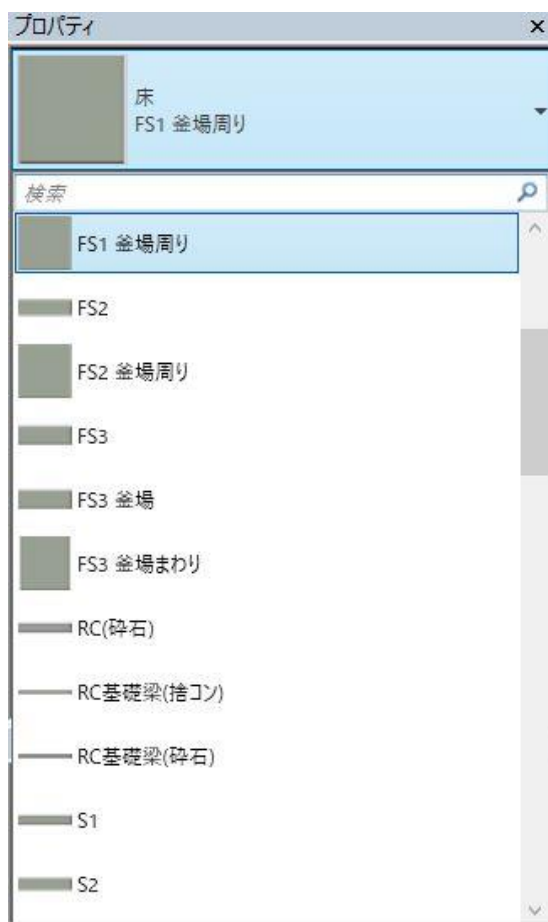 プロパティ
床
FS1 釜場周り
検索
FS1 釜場周り
FS2
FS2 釜場周り
FS3
FS3 釜場
FS3 釜場まわり
RC(砕石)
RC基礎梁(捨コン)
RC基礎梁(砕石)
S1
S2